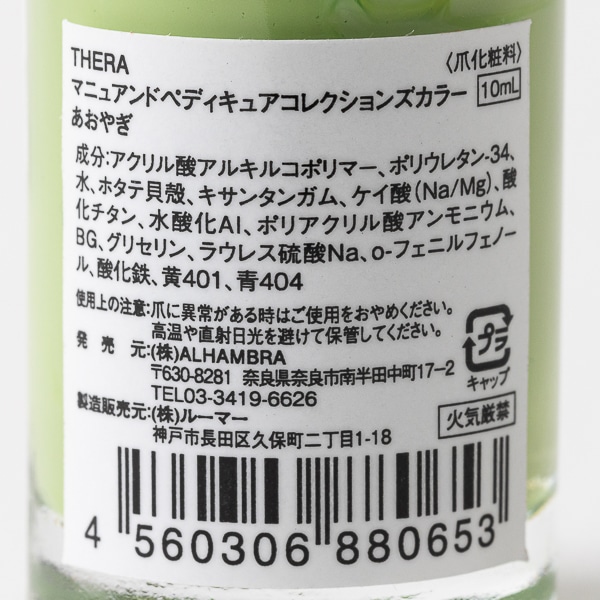 THERA 〈爪化粧料〉
マニュアンドペディキュアコレクションズカラー 10mL
あおやぎ
成分:アクリル酸アルキルコポリマー、ポリウレタン-34、
水、ホタテ貝殻、キサンタンガム、ケイ酸(Na/Mg)、酸
化チタン、水酸化Al、ポリアクリル酸アンモニウム、
BG、グリセリン、ラウレス硫酸Na、o-フェニルフェノー
ル、酸化鉄、黄401、青404
使用上の注意:爪に異常がある時はご使用をおやめください。
高温や直射日光を避けて保管してください。
発売元:(株)ALHAMBRA
〒630-8281 奈良県奈良市南半田中町17-2
TEL03-3419-6626
製造販売元:(株)ルーマー
神戸市長田区久保町二丁目1-18
プラ
キャップ
火気厳禁
4 560306 880653